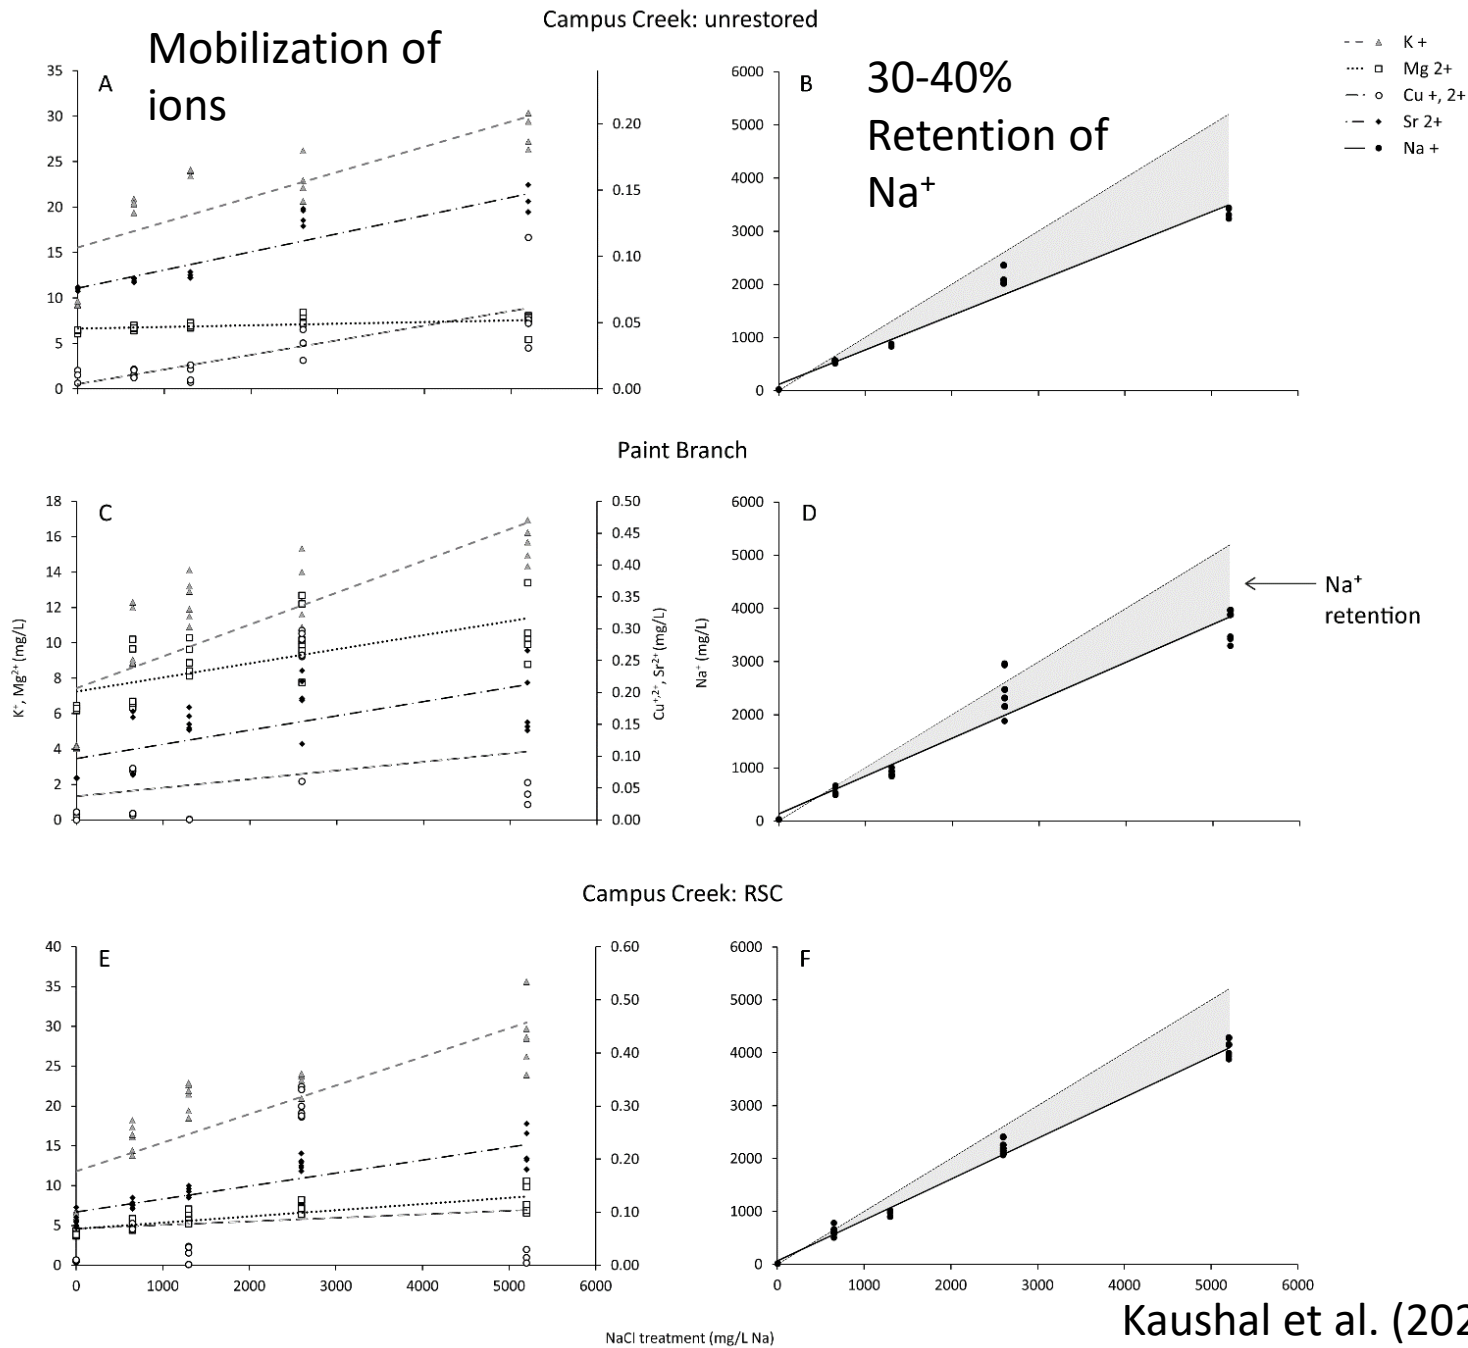 Campus Creek: unrestored
Mobilization of
ions
A
35
30
25
20
15
10
5
0
0.20
0.15
0.10
0.05
0.00
30-40%
Retention of
Na⁺
B
6000
5000
4000
3000
2000
1000
0
K +
Mg 2+
Cu +, 2+
Sr 2+
Na +
Paint Branch
C
K⁺, Mg²⁺ (mg/L)
18
16
14
12
10
8
6
4
2
0
0.50
0.45
0.40
0.35
0.30
0.25
0.20
0.15
0.10
0.05
0.00
Cu⁺,²⁺, Sr²⁺ (mg/L)
D
Na⁺ (mg/L)
6000
5000
4000
3000
2000
1000
0
Na⁺
retention
Campus Creek: RSC
E
40
35
30
25
20
15
10
5
0
0.60
0.50
0.40
0.30
0.20
0.10
0.00
0 1000 2000 3000 4000 5000 6000
F
6000
5000
4000
3000
2000
1000
0
0 1000 2000 3000 4000 5000 6000
NaCl treatment (mg/L Na)
Kaushal et al. (202